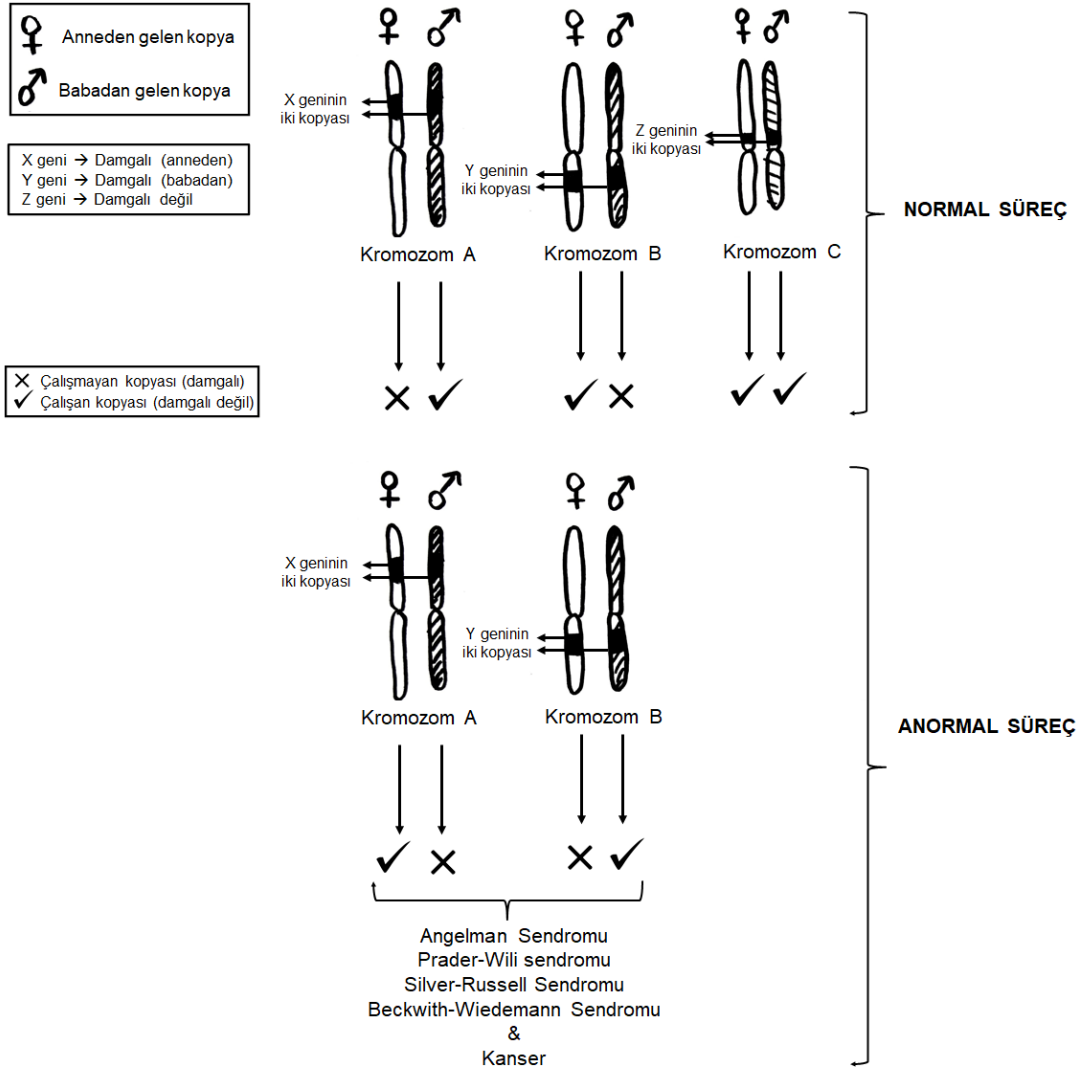 Anneden gelen kopya
Babadan gelen kopya
X geni → Damgalı (anneden)
Y geni → Damgalı (babadan)
Z geni → Damgalı değil
X geninin
iki kopyası
Y geninin
iki kopyası
Z geninin
iki kopyası
Kromozom A
Kromozom B
Kromozom C
NORMAL SÜREÇ
Çalışmayan kopyası (damgalı)
Çalışan kopyası (damgalı değil)
X geninin
iki kopyası
Y geninin
iki kopyası
Kromozom A
Kromozom B
ANORMAL SÜREÇ
Angelman Sendromu
Prader-Wili sendromu
Silver-Russell Sendromu
Beckwith-Wiedemann Sendromu
&
Kanser